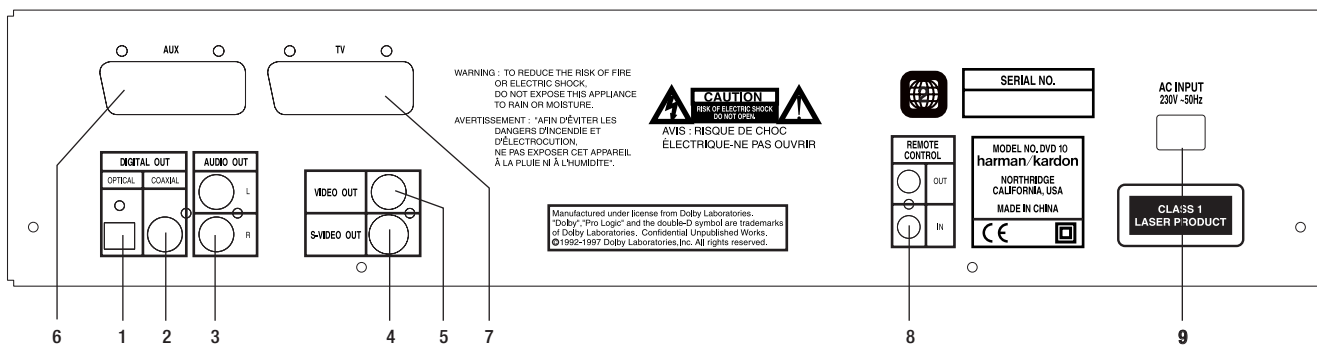 AUX
TV
WARNING : TO REDUCE THE RISK OF FIRE
OR ELECTRIC SHOCK,
DO NOT EXPOSE THIS APPLIANCE
TO RAIN OR MOISTURE.
AVERTISSEMENT : "AFIN D'ÉVITER LES
DANGERS D'INCENDIE ET
D'ÉLECTROCUTION,
NE PAS EXPOSER CET APPAREIL
À LA PLUIE NI À L'HUMIDITE".
CAUTION
RISK OF ELECTRIC SHOCK
DO NOT OPEN
AVIS : RISQUE DE CHOC
ÉLECTRIQUE-NE PAS OUVRIR
SERIAL NO.
AC INPUT
230V ~50Hz
DIGITAL OUT
OPTICAL
COAXIAL
AUDIO OUT
L
R
VIDEO OUT
S-VIDEO OUT
Manufactured under license from Dolby Laboratories.
"Dolby","Pro Logic" and the double-D symbol are trademarks
of Dolby Laboratories. Confidential Unpublished Works.
©1992-1997 Dolby Laboratories,Inc. All rights reserved.
REMOTE
CONTROL
OUT
IN
MODEL NO. DVD 10
harman/kardon
NORTHRIDGE
CALIFORNIA, USA
MADE IN CHINA
CE
CLASS 1
LASER PRODUCT
6 1 2 3 4 5 7 8 9